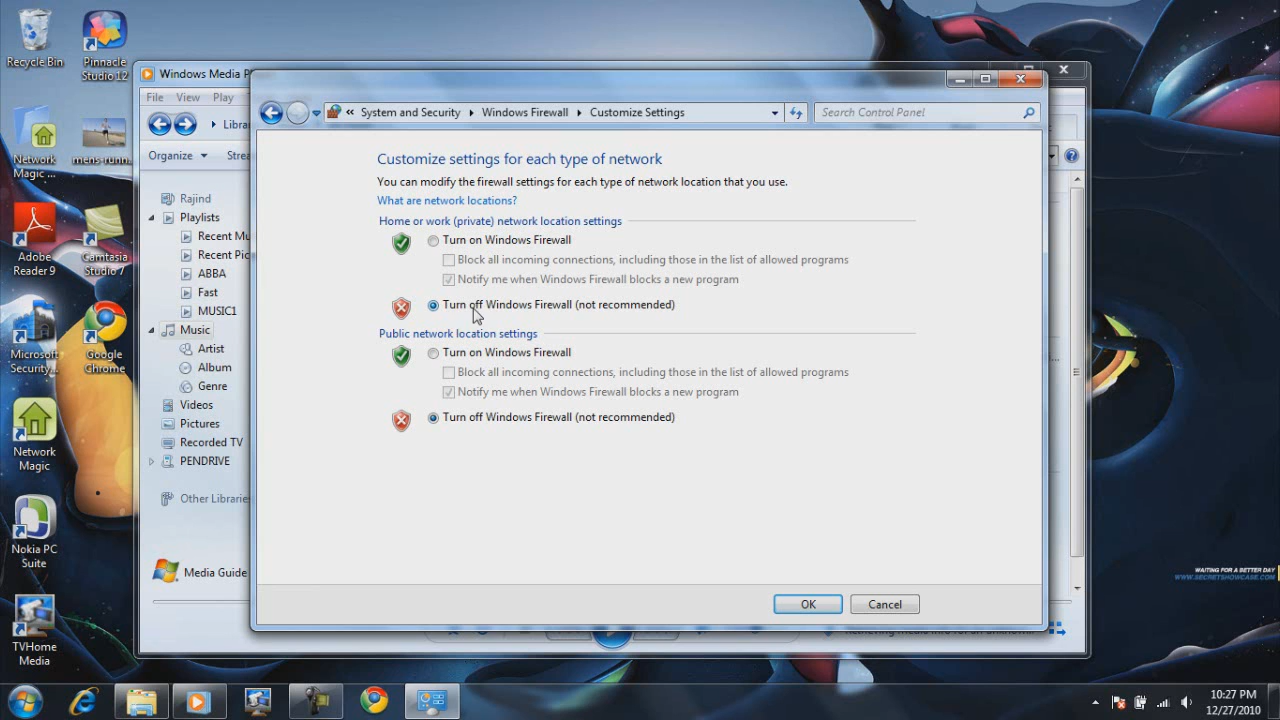 Recycle Bin
Pinnacle
Studio 12
Network
Magic ...
mens-runn...
Adobe
Reader 9
Camtasia
Studio 7
Microsoft
Security...
Google
Chrome
Network
Magic
Nokia PC
Suite
TVHome
Media
Windows Media P
File View Play
Libra
Organize Strea
Rajind
Playlists
Recent Mu
Recent Pic
ABBA
Fast
MUSIC1
Music
Artist
Album
Genre
Videos
Pictures
Recorded TV
PENDRIVE
Other Libraries
Media Guide
System and Security Windows Firewall Customize Settings
Search Control Panel
Customize settings for each type of network
You can modify the firewall settings for each type of network location that you use.
What are network locations?
Home or work (private) network location settings
Turn on Windows Firewall
Block all incoming connections, including those in the list of allowed programs
Notify me when Windows Firewall blocks a new program
Turn off Windows Firewall (not recommended)
Public network location settings
Turn on Windows Firewall
Block all incoming connections, including those in the list of allowed programs
Notify me when Windows Firewall blocks a new program
Turn off Windows Firewall (not recommended)
OK Cancel
WAITING FOR A BETTER DAY
WWW.SECRETSHOWCASE.COM
10:27 PM
12/27/2010